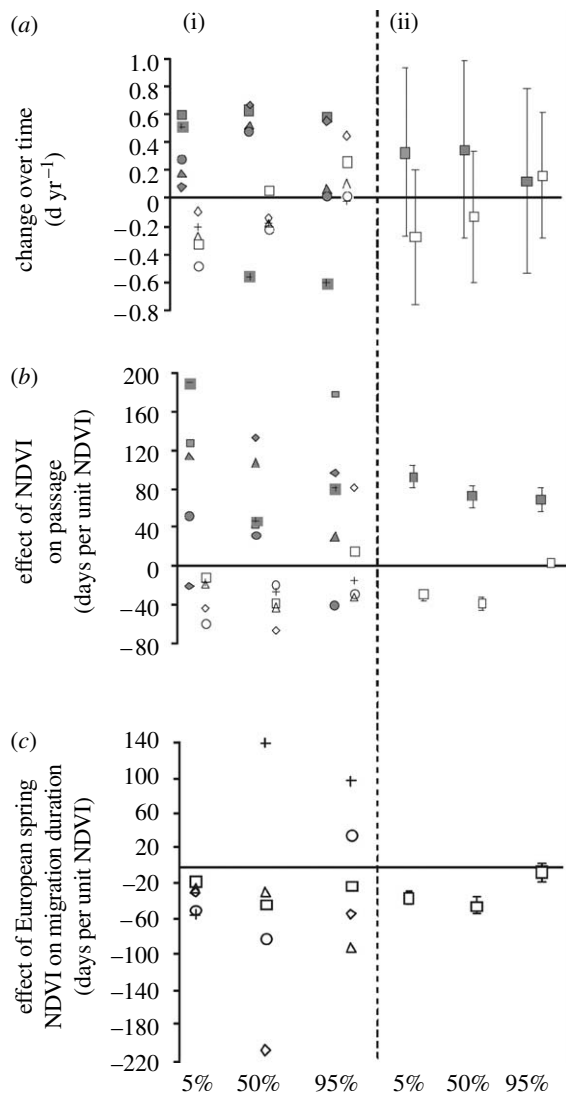 (a) (i) (ii)
change over time
(d yr−1)
1.0
0.8
0.6
0.4
0.2
0
−0.2
−0.4
−0.6
−0.8
(b)
effect of NDVI
on passage
(days per unit NDVI)
200
160
120
80
40
0
−40
−80
(c)
effect of European spring
NDVI on migration duration
(days per unit NDVI)
140
100
60
20
−20
−60
−100
−140
−180
−220
5% 50% 95% 5% 50% 95%